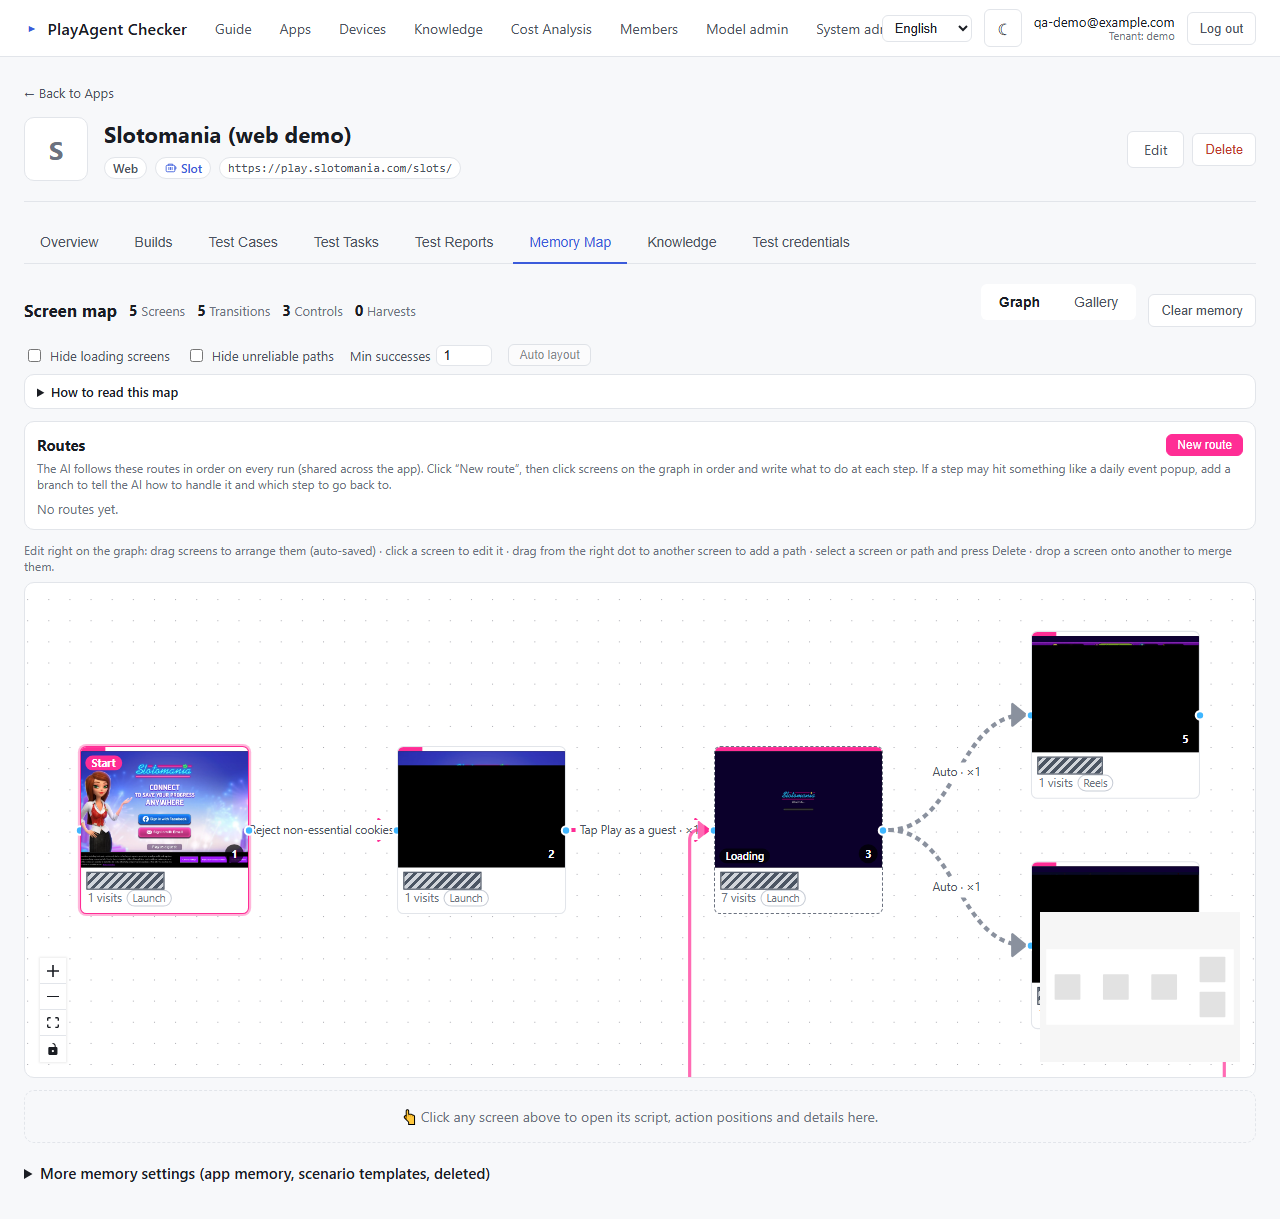 PlayAgent Checker
Guide
Apps
Devices
Knowledge
Cost Analysis
Members
Model admin
System adr
English
qa-demo@example.com
Tenant: demo
Log out
← Back to Apps
S
Slotomania (web demo)
Web
Slot
https://play.slotomania.com/slots/
Edit
Delete
Overview
Builds
Test Cases
Test Tasks
Test Reports
Memory Map
Knowledge
Test credentials
Screen map
5 Screens
5 Transitions
3 Controls
0 Harvests
Graph
Gallery
Clear memory
Hide loading screens
Hide unreliable paths
Min successes
1
Auto layout
How to read this map
Routes
New route
The AI follows these routes in order on every run (shared across the app). Click “New route”, then click screens on the graph in order and write what to do at each step. If a step may hit something like a daily event popup, add a
branch to tell the AI how to handle it and which step to go back to.
No routes yet.
Edit right on the graph: drag screens to arrange them (auto-saved) · click a screen to edit it · drag from the right dot to another screen to add a path · select a screen or path and press Delete · drop a screen onto another to merge
them.
Start
Slotomania
CONNECT
TO SAVE YOUR PROGRESS
ANYWHERE
1
1 visits
Launch
Reject non-essential cookies
2
1 visits
Launch
Tap Play as a guest · ×1
Slotomania
Loading
3
7 visits
Launch
Auto · ×1
Auto · ×1
5
1 visits
Reels
👆 Click any screen above to open its script, action positions and details here.
More memory settings (app memory, scenario templates, deleted)